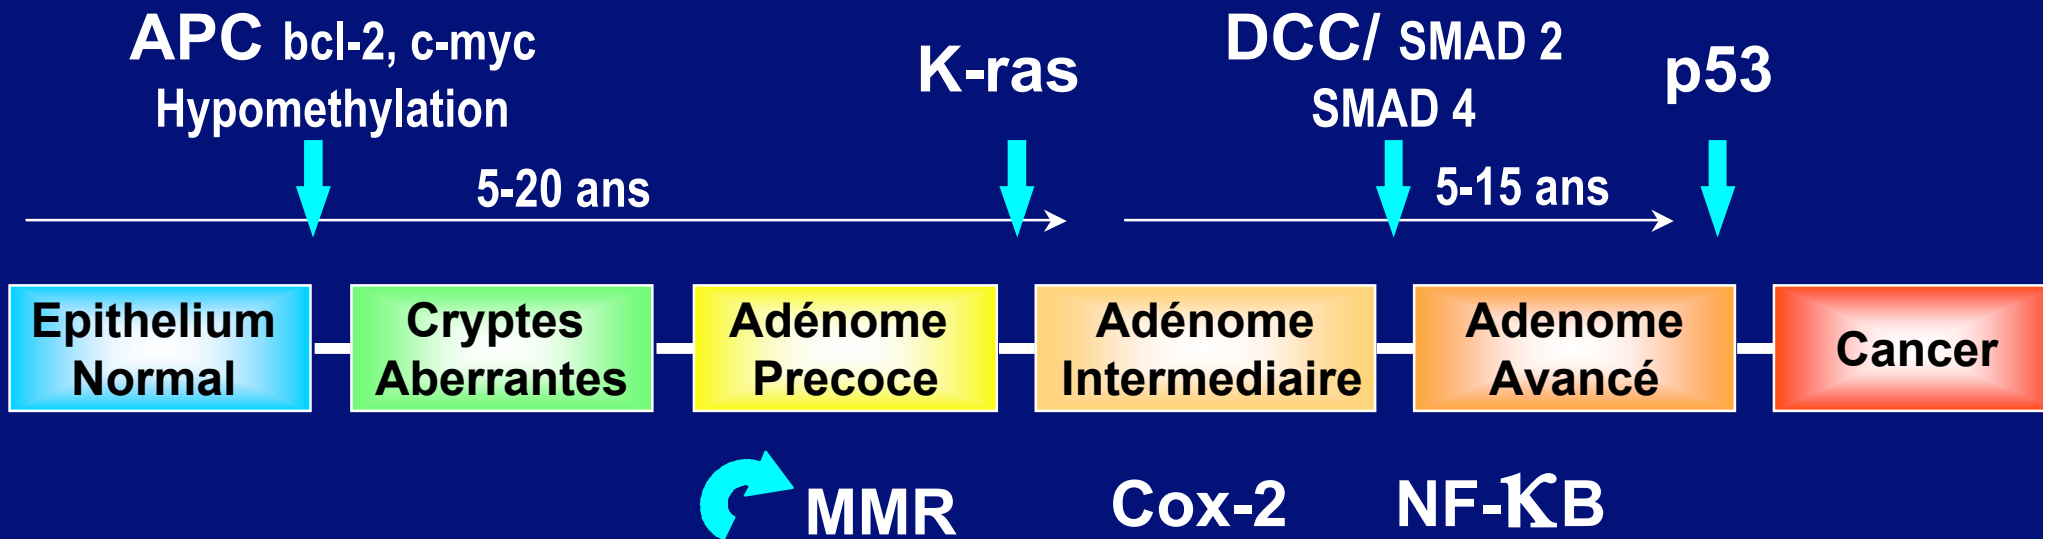 APC bcl-2, c-myc
Hypomethylation
K-ras
DCC/ SMAD 2
SMAD 4
p53
5-20 ans
5-15 ans
Epithelium
Normal
Cryptes
Aberrantes
Adénome
Precoce
Adénome
Intermediaire
Adenome
Avancé
Cancer
MMR
Cox-2
NF-ΚB